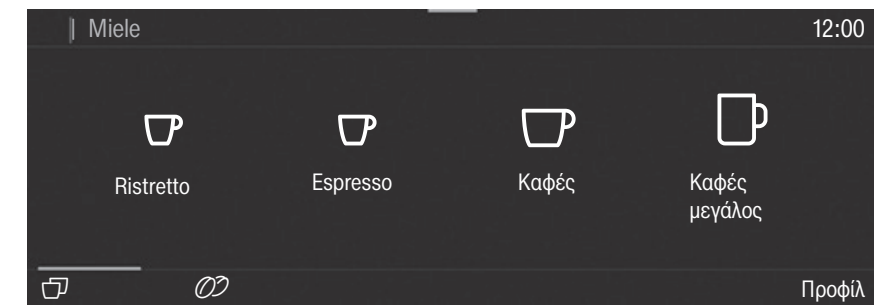 Miele
12:00
Ristretto
Espresso
Καφές
Καφές
μεγάλος
Προφίλ